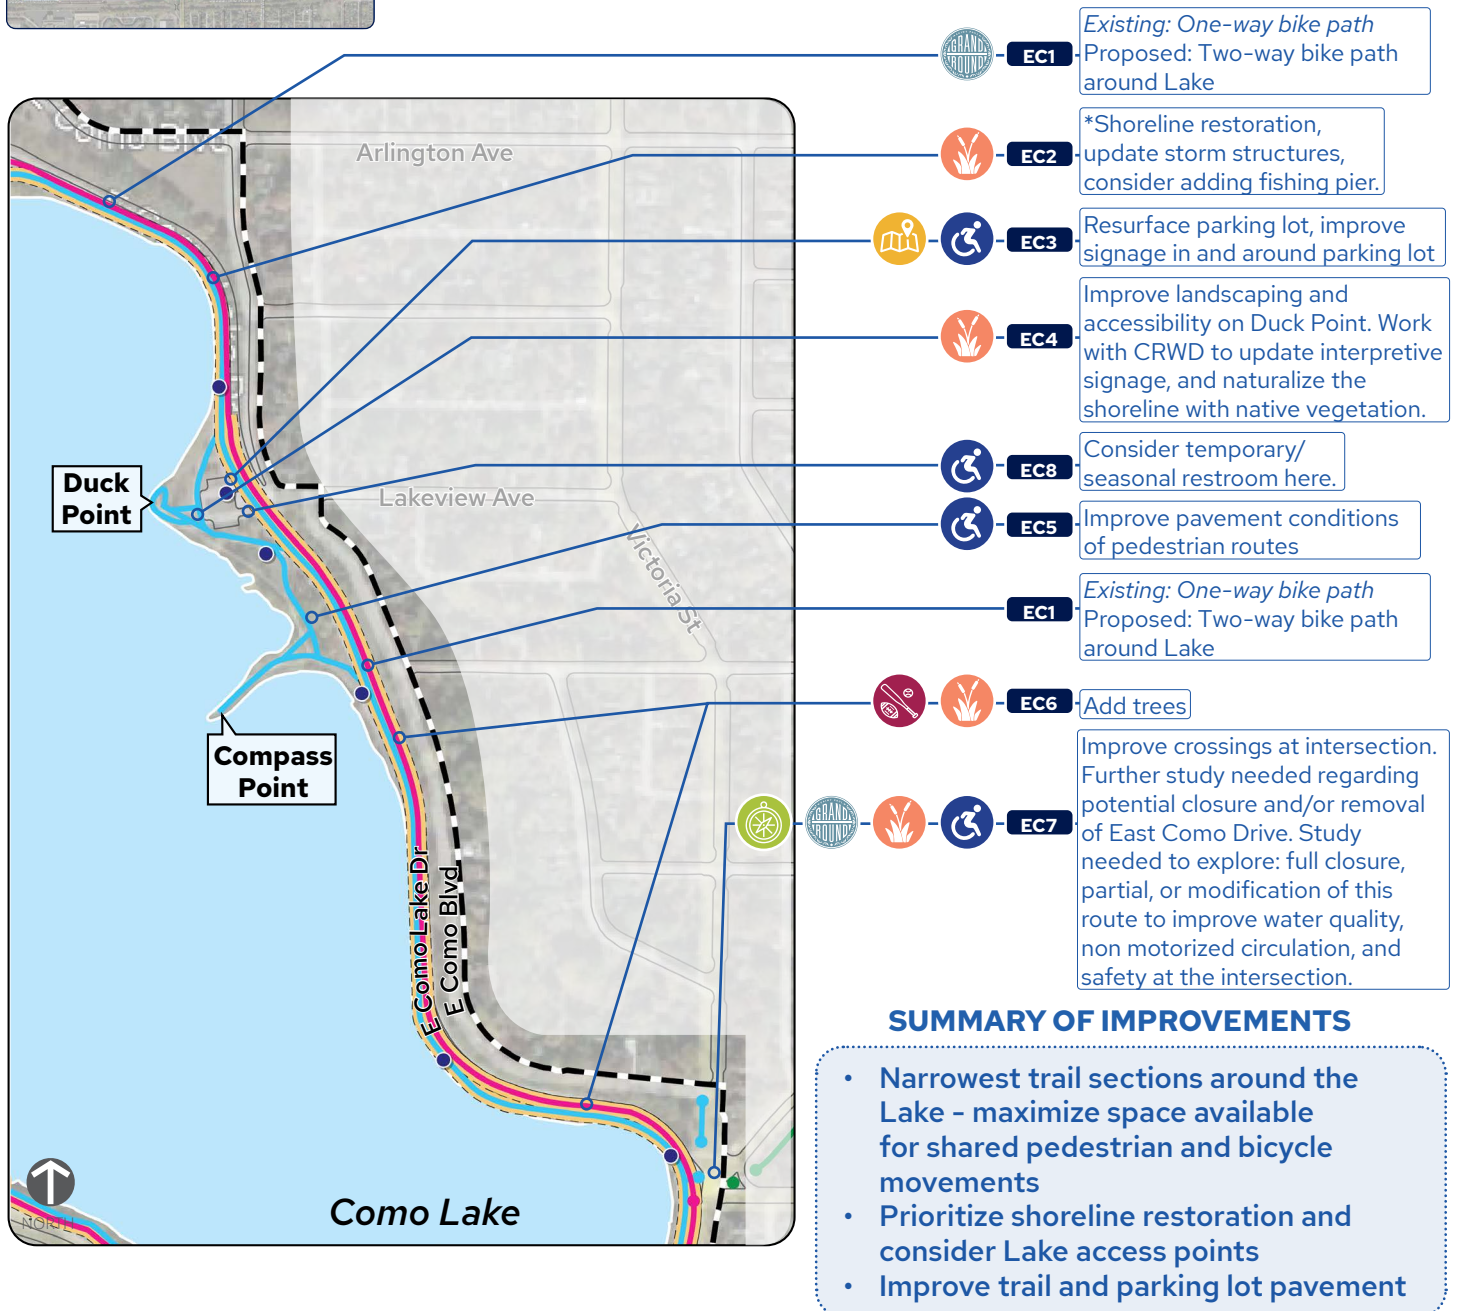 GRAND ROUND
EC1
Existing: One-way bike path
Proposed: Two-way bike path
around Lake
EC2
*Shoreline restoration,
update storm structures,
consider adding fishing pier.
EC3
Resurface parking lot, improve
signage in and around parking lot
EC4
Improve landscaping and
accessibility on Duck Point. Work
with CRWD to update interpretive
signage, and naturalize the
shoreline with native vegetation.
EC8
Consider temporary/
seasonal restroom here.
EC5
Improve pavement conditions
of pedestrian routes
EC1
Existing: One-way bike path
Proposed: Two-way bike path
around Lake
EC6
Add trees
GRAND ROUND
EC7
Improve crossings at intersection.
Further study needed regarding
potential closure and/or removal
of East Como Drive. Study
needed to explore: full closure,
partial, or modification of this
route to improve water quality,
non motorized circulation, and
safety at the intersection.
Como Blvd
Arlington Ave
Lakeview Ave
Victoria St
Duck
Point
Compass
Point
E Como Lake Dr
E Como Blvd
Como Lake
NORTH
SUMMARY OF IMPROVEMENTS
• Narrowest trail sections around the
Lake - maximize space available
for shared pedestrian and bicycle
movements
• Prioritize shoreline restoration and
consider Lake access points
• Improve trail and parking lot pavement